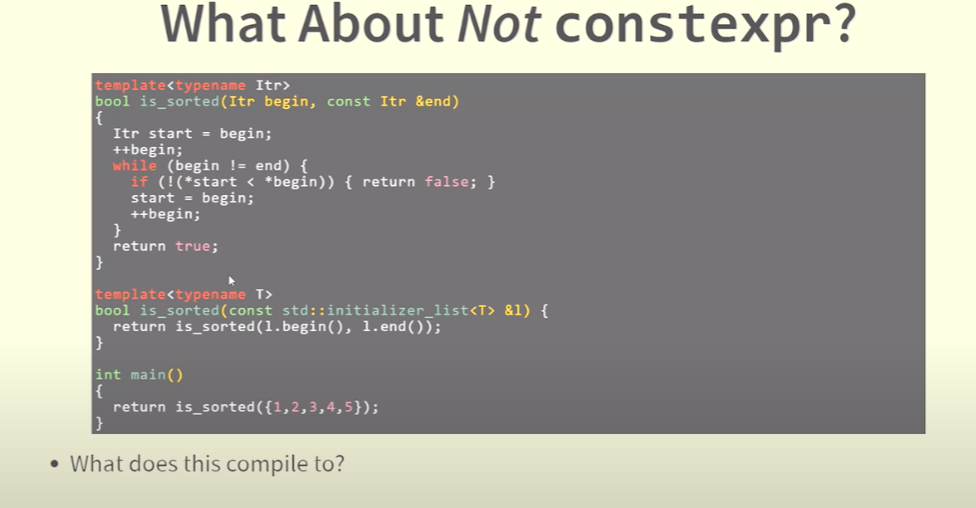 What About Not constexpr?
template<typename Itr>
bool is_sorted(Itr begin, const Itr &end)
{
  Itr start = begin;
  ++begin;
  while (begin != end) {
    if (!(*start < *begin)) { return false; }
    start = begin;
    ++begin;
  }
  return true;
}
template<typename T>
bool is_sorted(const std::initializer_list<T> &l) {
  return is_sorted(l.begin(), l.end());
}
int main()
{
  return is_sorted({1,2,3,4,5});
}
• What does this compile to?